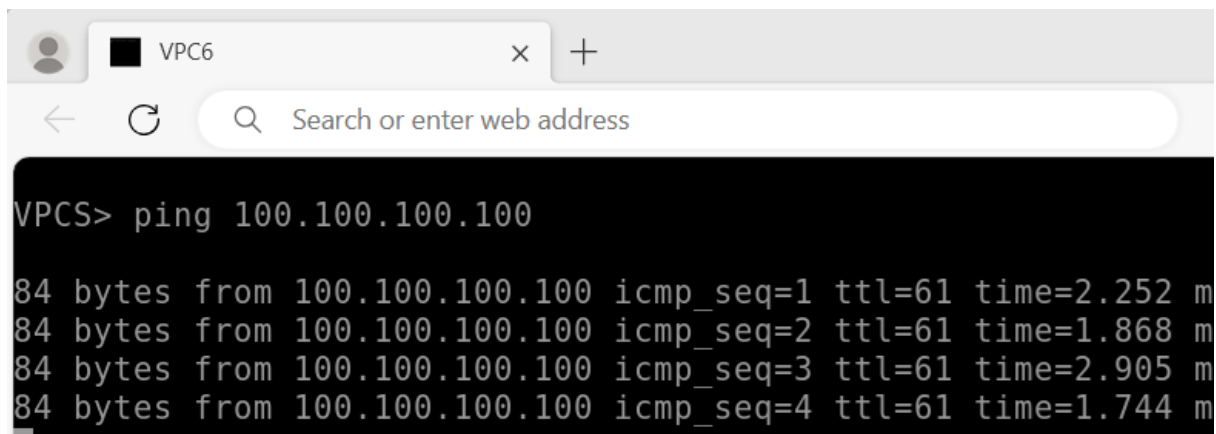 VPC6
Search or enter web address
VPCS> ping 100.100.100.100
84 bytes from 100.100.100.100 icmp_seq=1 ttl=61 time=2.252 m
84 bytes from 100.100.100.100 icmp_seq=2 ttl=61 time=1.868 m
84 bytes from 100.100.100.100 icmp_seq=3 ttl=61 time=2.905 m
84 bytes from 100.100.100.100 icmp_seq=4 ttl=61 time=1.744 m